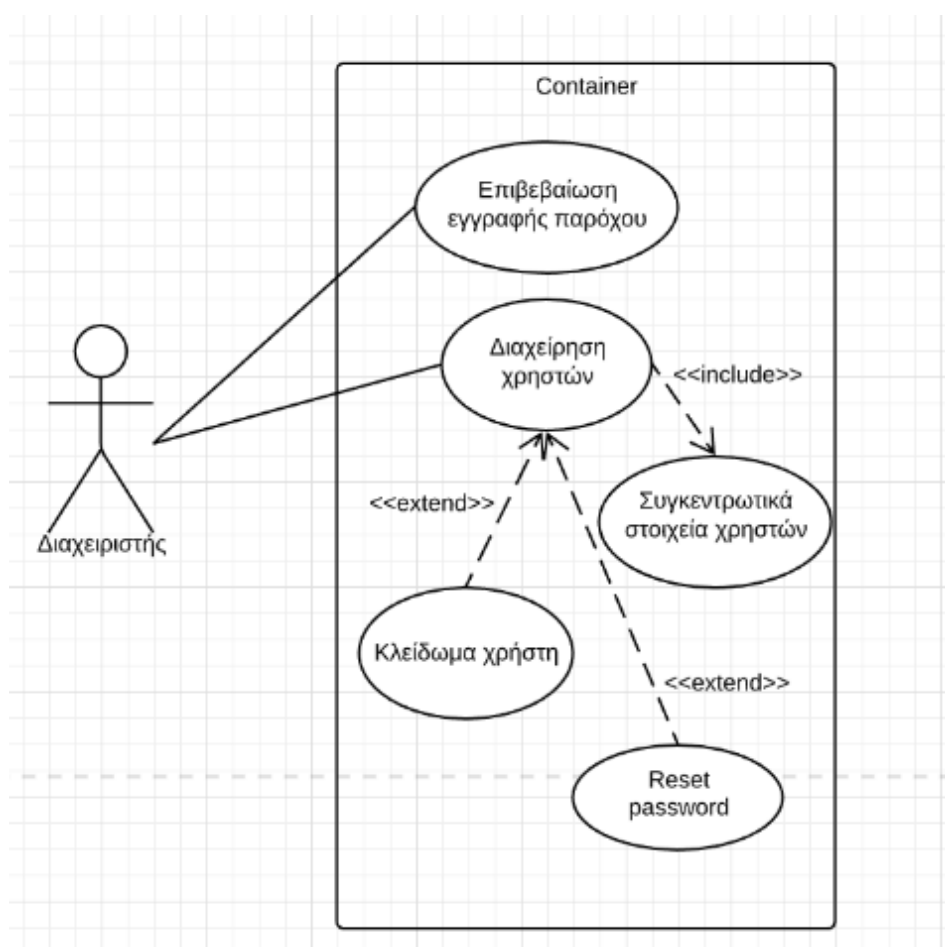 Container
Επιβεβαίωση
εγγραφής παρόχου
Διαχείρηση
χρηστών
<<include>>
<<extend>>
Συγκεντρωτικά
στοιχεία χρηστών
Διαχειριστής
Κλείδωμα χρήστη
<<extend>>
Reset
password